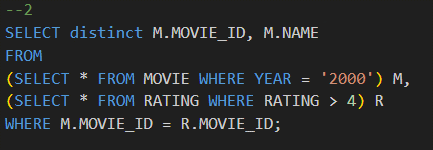 --2
SELECT distinct M.MOVIE_ID, M.NAME
FROM
(SELECT * FROM MOVIE WHERE YEAR = '2000') M,
(SELECT * FROM RATING WHERE RATING > 4) R
WHERE M.MOVIE_ID = R.MOVIE_ID;